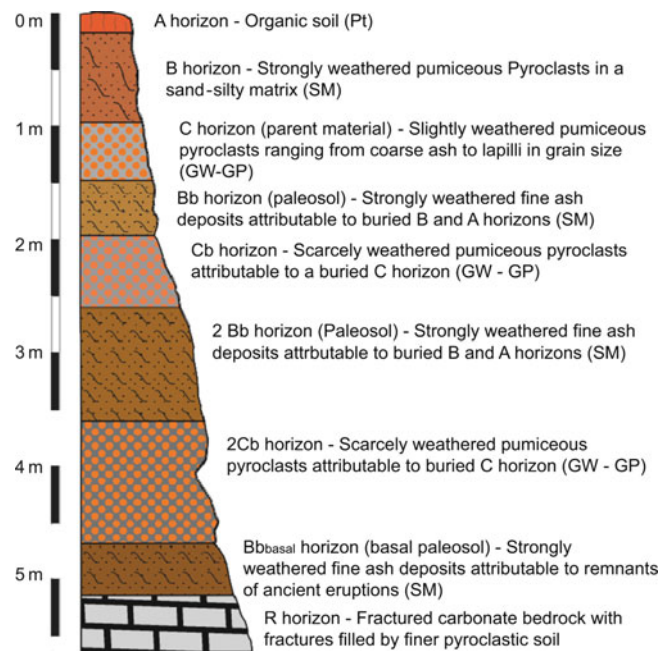 0 m
A horizon - Organic soil (Pt)
B horizon - Strongly weathered pumiceous Pyroclasts in a
sand-silty matrix (SM)
1 m
C horizon (parent material) - Slightly weathered pumiceous
pyroclasts ranging from coarse ash to lapilli in grain size
(GW-GP)
Bb horizon (paleosol) - Strongly weathered fine ash
deposits attributable to buried B and A horizons (SM)
2 m
Cb horizon - Scarcely weathered pumiceous pyroclasts
attributable to a buried C horizon (GW - GP)
2 Bb horizon (Paleosol) - Strongly weathered fine ash
deposits attrbutable to buried B and A horizons (SM)
3 m
2Cb horizon - Scarcely weathered pumiceous
pyroclasts attributable to buried C horizon (GW - GP)
4 m
Bbbasal horizon (basal paleosol) - Strongly
weathered fine ash deposits attributable to remnants
of ancient eruptions (SM)
5 m
R horizon - Fractured carbonate bedrock with
fractures filled by finer pyroclastic soil